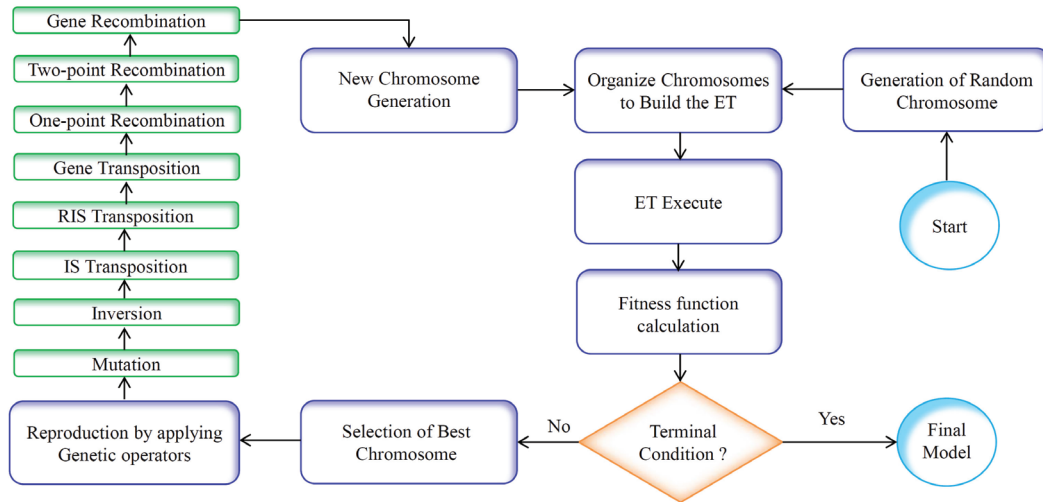 Gene Recombination
Two-point Recombination
One-point Recombination
Gene Transposition
RIS Transposition
IS Transposition
Inversion
Mutation
Reproduction by applying
Genetic operators
New Chromosome
Generation
Organize Chromosomes
to Build the ET
Generation of Random
Chromosome
ET Execute
Start
Fitness function
calculation
Selection of Best
Chromosome
No
Terminal
Condition ?
Yes
Final
Model